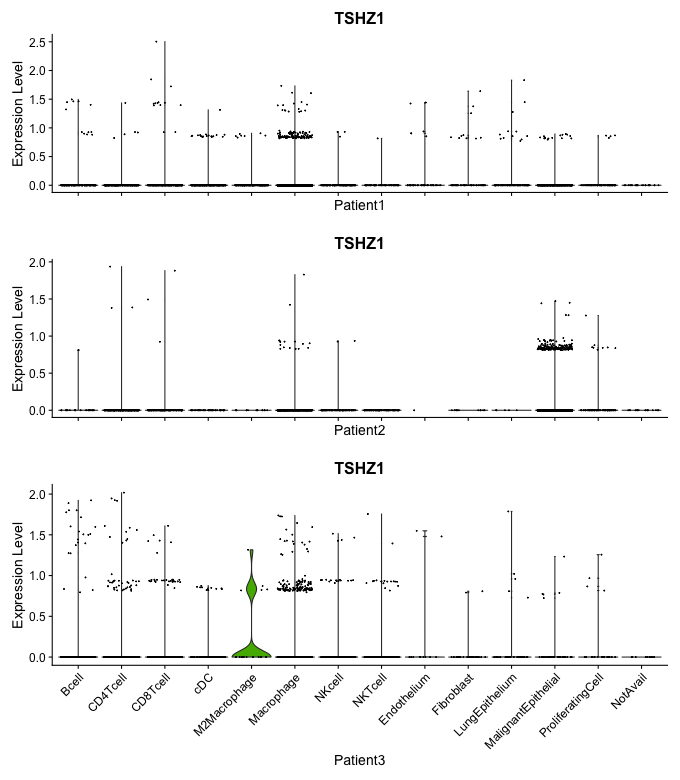 TSHZ1
Expression Level
2.5
2.0
1.5
1.0
0.5
0.0
Patient1
TSHZ1
Expression Level
2.0
1.5
1.0
0.5
0.0
Patient2
TSHZ1
Expression Level
2.0
1.5
1.0
0.5
0.0
Bcell
CD4Tcell
CD8Tcell
cDC
M2Macrophage
Macrophage
NKcell
NKTcell
Endothelium
Fibroblast
LungEpithelium
MalignantEpithelial
ProliferatingCell
NotAvail
Patient3